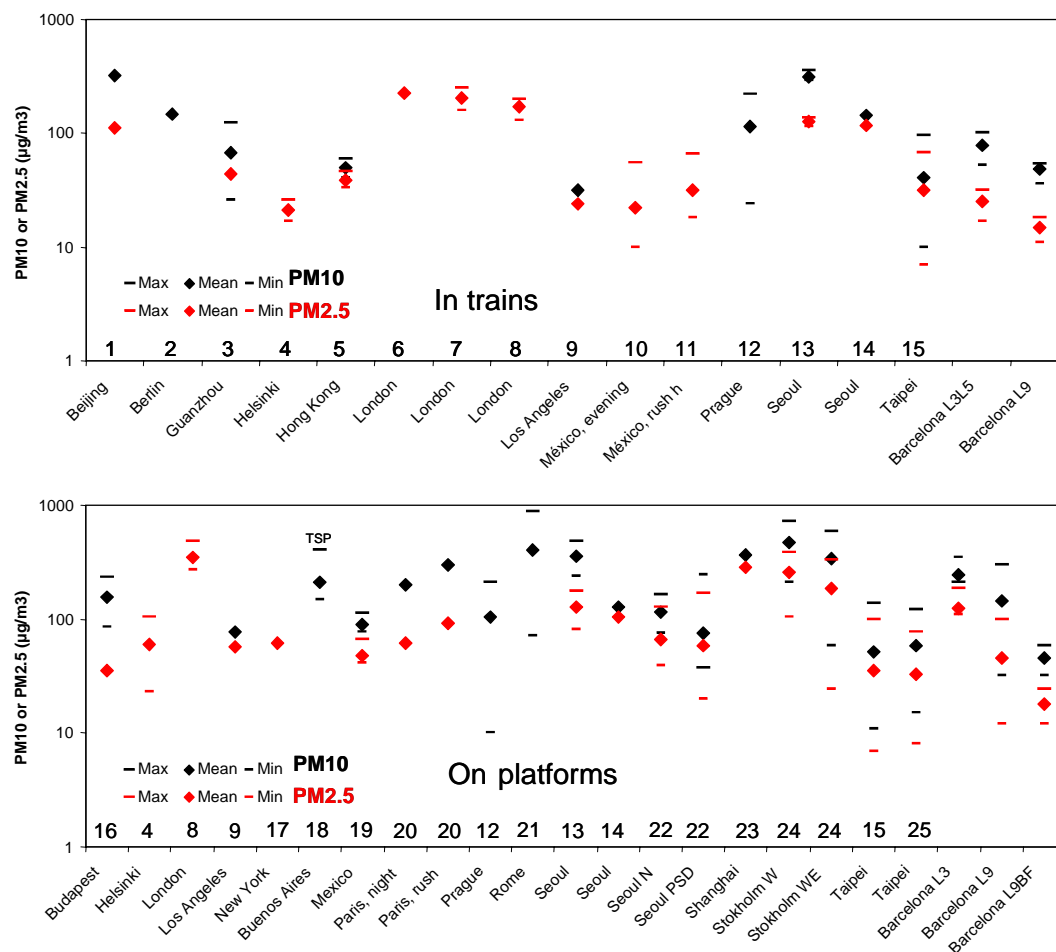 1000
100
10
1
PM10 or PM2.5 (µg/m3)
Max Mean Min PM10
Max Mean Min PM2.5
In trains
1 2 3 4 5 6 7 8 9 10 11 12 13 14 15
Beijing
Berlin
Guanzhou
Helsinki
Hong Kong
London
London
London
Los Angeles
México, evening
México, rush h
Prague
Seoul
Seoul
Taipei
Barcelona L3L5
Barcelona L9
1000
100
10
1
PM10 or PM2.5 (µg/m3)
TSP
Max Mean Min PM10
Max Mean Min PM2.5
On platforms
16 4 8 9 17 18 19 20 20 12 21 13 14 22 22 23 24 24 15 25
Budapest
Helsinki
London
Los Angeles
New York
Buenos Aires
Mexico
Paris, night
Paris, rush
Prague
Rome
Seoul
Seoul
Seoul N
Seoul PSD
Shanghai
Stokholm W
Stokholm WE
Taipei
Taipei
Barcelona L3
Barcelona L9
Barcelona L9BF